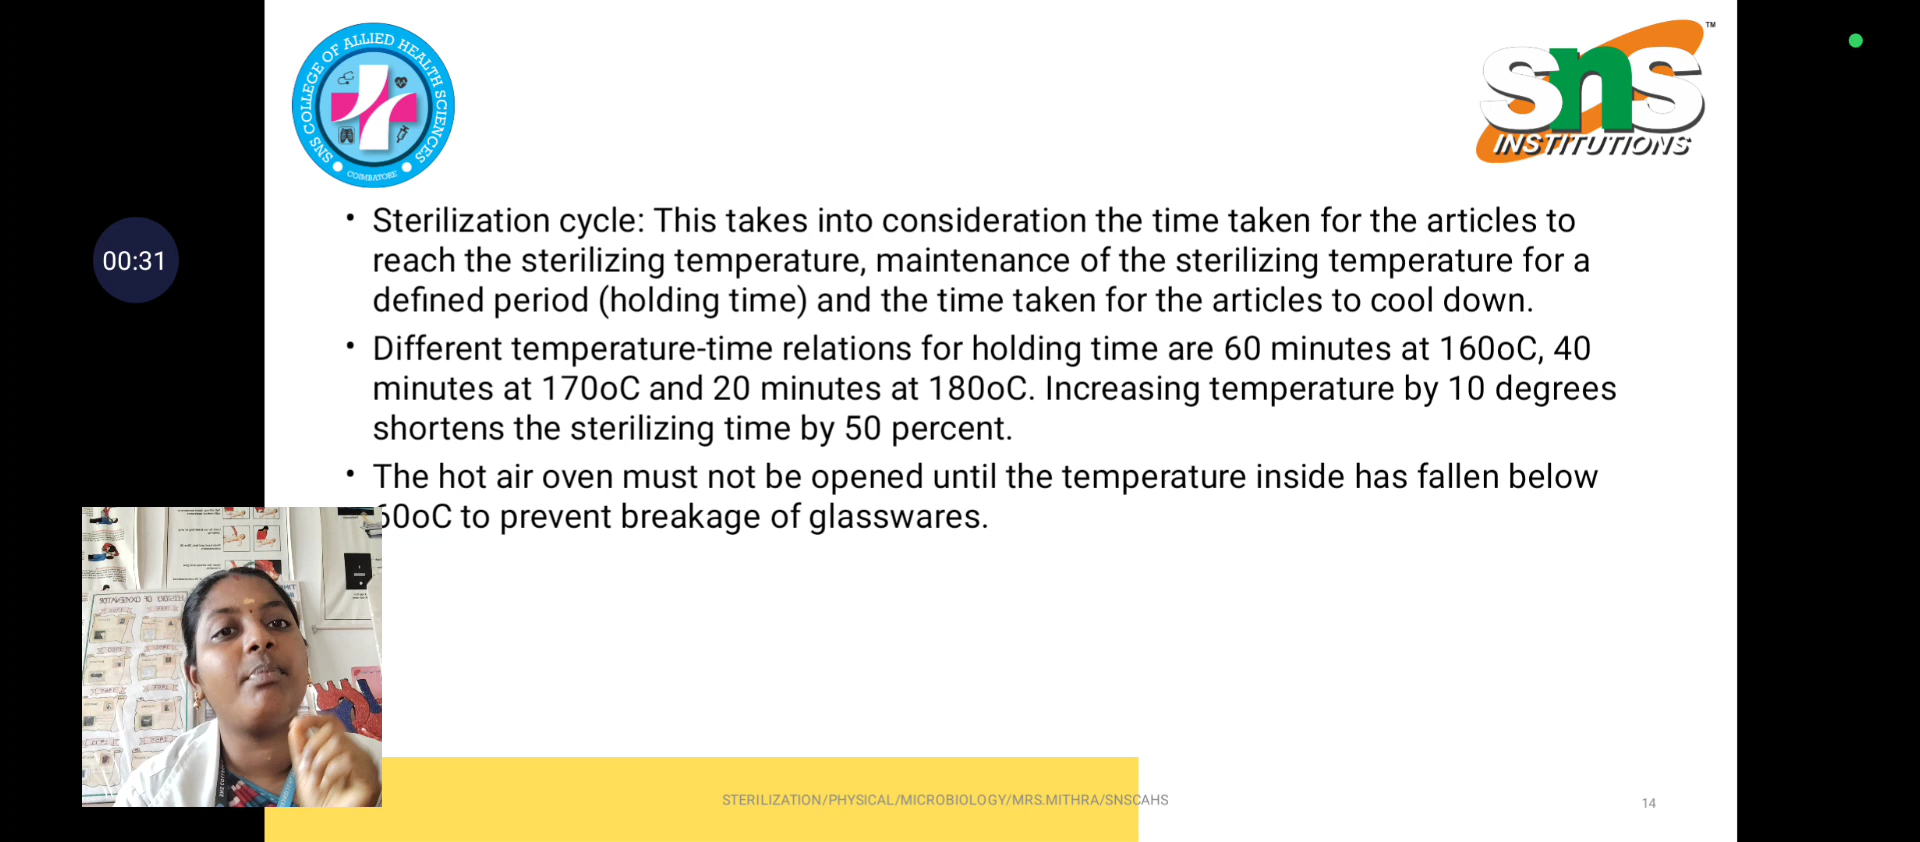 SNS COLLEGE OF ALLIED HEALTH SCIENCES
COIMBATORE
sns
INSTITUTIONS
TM
00:31
• Sterilization cycle: This takes into consideration the time taken for the articles to
reach the sterilizing temperature, maintenance of the sterilizing temperature for a
defined period (holding time) and the time taken for the articles to cool down.
• Different temperature-time relations for holding time are 60 minutes at 160oC, 40
minutes at 170oC and 20 minutes at 180oC. Increasing temperature by 10 degrees
shortens the sterilizing time by 50 percent.
• The hot air oven must not be opened until the temperature inside has fallen below
60oC to prevent breakage of glasswares.
HISTORY OF OXYGENATOR
STERILIZATION/PHYSICAL/MICROBIOLOGY/MRS.MITHRA/SNSCAHS
14